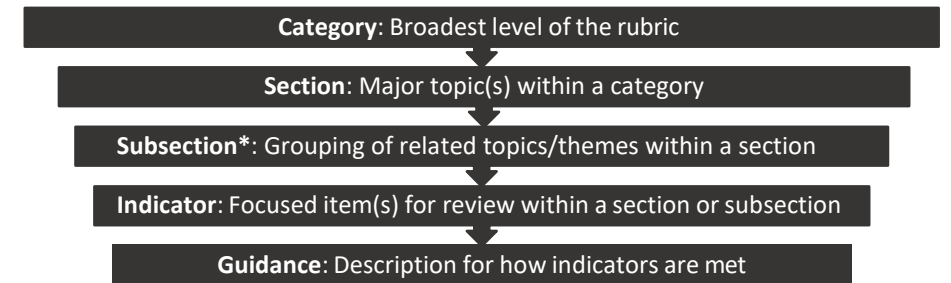 Category: Broadest level of the rubric
Section: Major topic(s) within a category
Subsection*: Grouping of related topics/themes within a section
Indicator: Focused item(s) for review within a section or subsection
Guidance: Description for how indicators are met